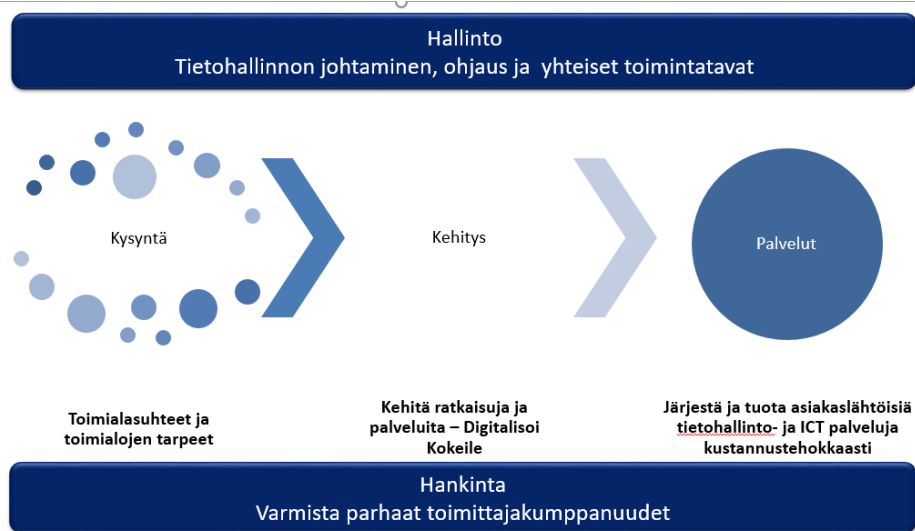 Hallinto
Tietohallinnon johtaminen, ohjaus ja  yhteiset toimintatavat
Kysyntä
Kehitys
Palvelut
Toimialasuhteet ja
toimialojen tarpeet
Kehitä ratkaisuja ja
palveluita – Digitalisoi
Kokeile
Järjestä ja tuota asiakaslähtöisiä
tietohallinto- ja ICT palveluja
kustannustehokkaasti
Hankinta
Varmista parhaat toimittajakumppanuudet